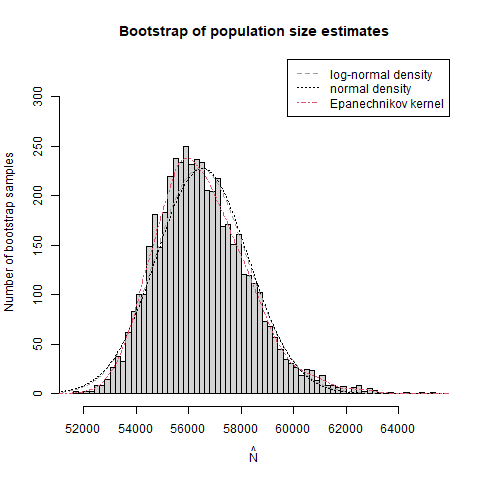 Bootstrap of population size estimates
log-normal density
normal density
Epanechnikov kernel
Number of bootstrap samples
300
250
200
150
100
50
0
52000 54000 56000 58000 60000 62000 64000
N̂